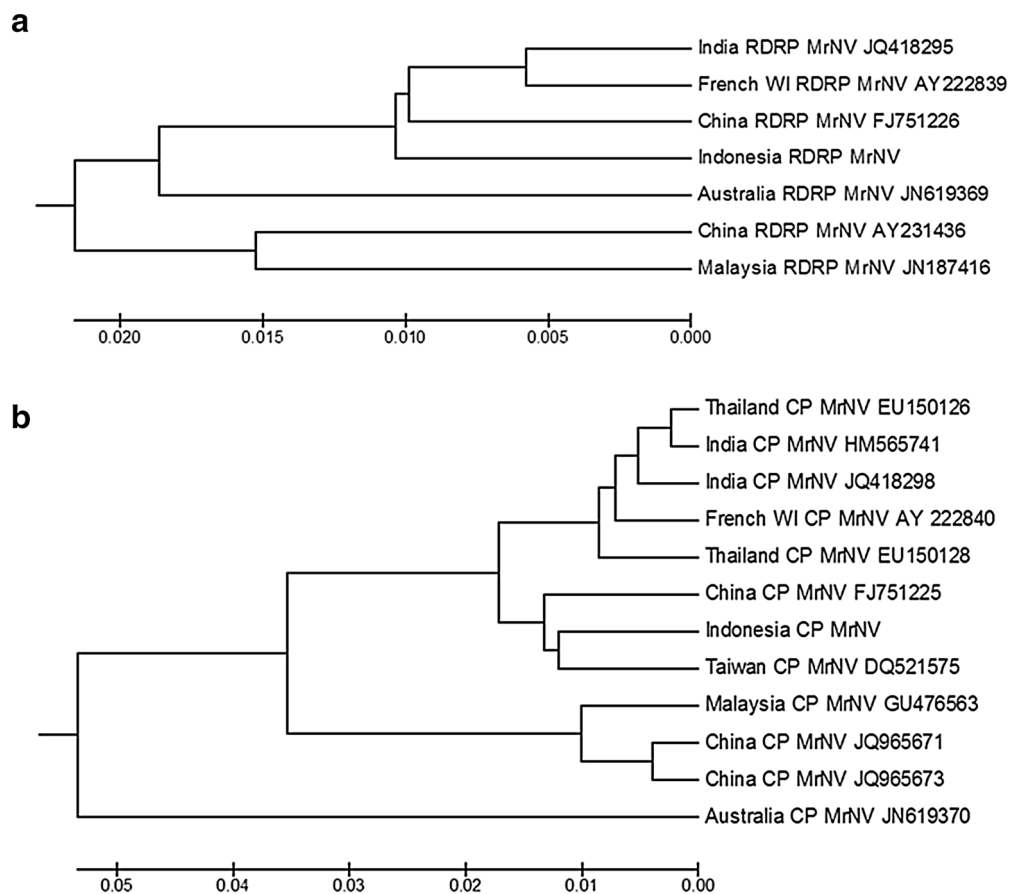 a
India RDRP MrNV JQ418295
French WI RDRP MrNV AY222839
China RDRP MrNV FJ751226
Indonesia RDRP MrNV
Australia RDRP MrNV JN619369
China RDRP MrNV AY231436
Malaysia RDRP MrNV JN187416
0.020 0.015 0.010 0.005 0.000
b
Thailand CP MrNV EU150126
India CP MrNV HM565741
India CP MrNV JQ418298
French WI CP MrNV AY 222840
Thailand CP MrNV EU150128
China CP MrNV FJ751225
Indonesia CP MrNV
Taiwan CP MrNV DQ521575
Malaysia CP MrNV GU476563
China CP MrNV JQ965671
China CP MrNV JQ965673
Australia CP MrNV JN619370
0.05 0.04 0.03 0.02 0.01 0.00